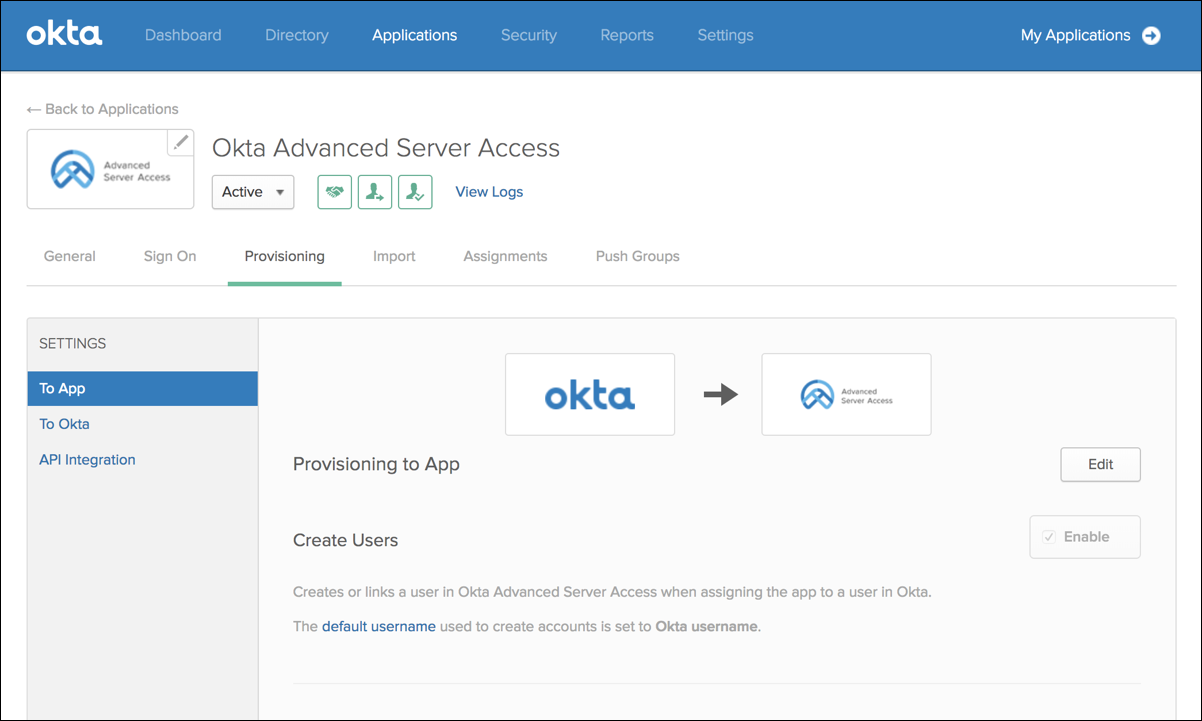 okta Dashboard Directory Applications Security Reports Settings My Applications
← Back to Applications
Advanced
Server Access
Okta Advanced Server Access
Active View Logs
General Sign On Provisioning Import Assignments Push Groups
SETTINGS
To App
To Okta
API Integration
okta
Advanced
Server Access
Provisioning to App Edit
Create Users Enable
Creates or links a user in Okta Advanced Server Access when assigning the app to a user in Okta.
The default username used to create accounts is set to Okta username.